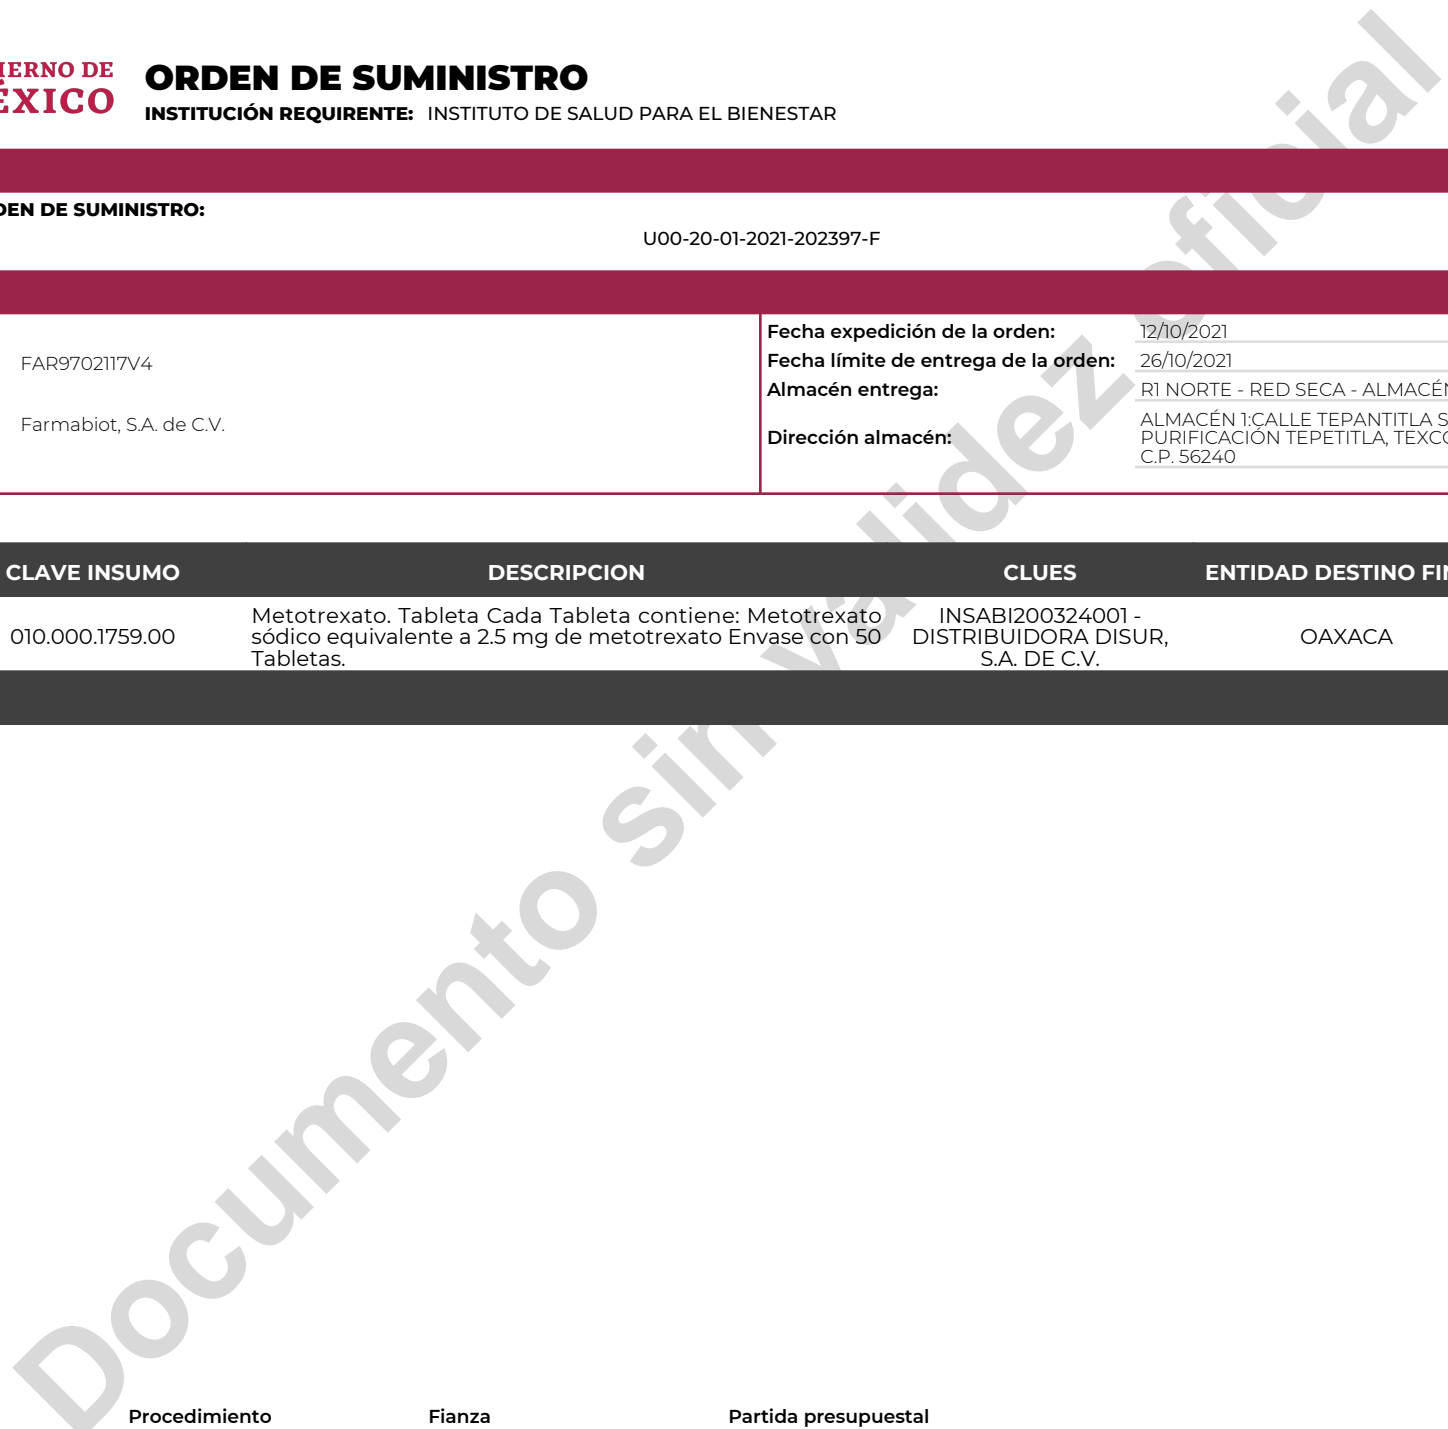 ORDEN DE SUMINISTRO
INSTITUCIÓN REQUIRENTE: INSTITUTO DE SALUD PARA EL BIENESTAR
IERNO DE
ÉXICO
DEN DE SUMINISTRO:
U00-20-01-2021-202397-F
FAR9702117V4
Farmabiot, S.A. de C.V.
Fecha expedición de la orden: 12/10/2021
Fecha límite de entrega de la orden: 26/10/2021
Almacén entrega: R1 NORTE - RED SECA - ALMACÉN
Dirección almacén: ALMACÉN 1:CALLE TEPANTITLA S
PURIFICACIÓN TEPETITLA, TEXCO
C.P. 56240
CLAVE INSUMO DESCRIPCION CLUES ENTIDAD DESTINO FIN
010.000.1759.00
Metotrexato. Tableta Cada Tableta contiene: Metotrexato
sódico equivalente a 2.5 mg de metotrexato Envase con 50
Tabletas.
INSABI200324001 -
DISTRIBUIDORA DISUR,
S.A. DE C.V.
OAXACA
Documento sin validez oficial
Procedimiento Fianza Partida presupuestal